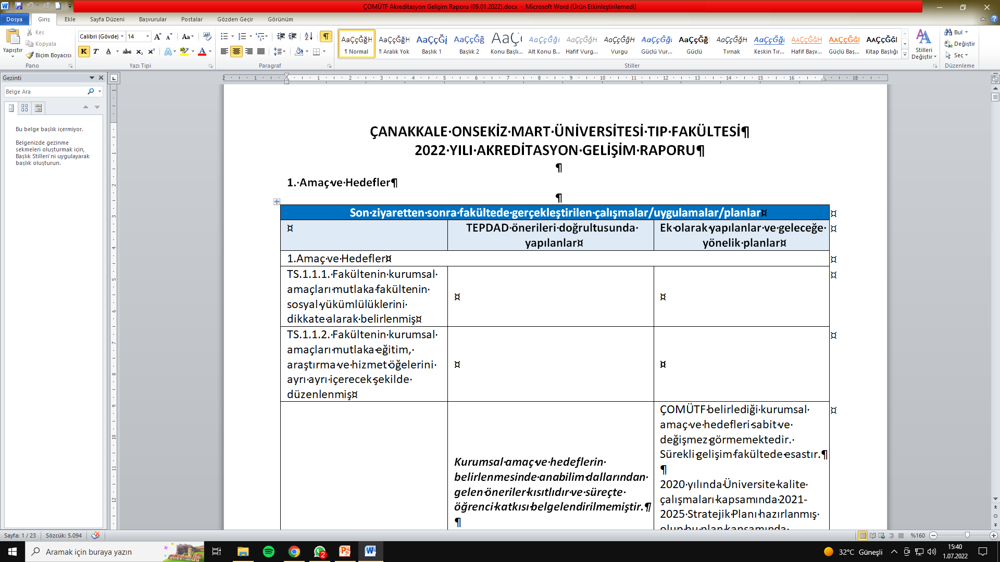 ÇOMÜTF Akreditasyon Gelişim Raporu (09.01.2022).docx - Microsoft Word (Ürün Etkinleştirilemedi)
Dosya Giriş Ekle Sayfa Düzeni Başvurular Postalar Gözden Geçir Görünüm
Yapıştır
Kes
Kopyala
Biçim Boyacısı
Pano
Calibri (Gövde) 14
Yazı Tipi
Paragraf
AaÇçĞğH AaÇçĞğH AaÇçĞğ AaÇçĞğ AaÇç AaÇçĞğI AaÇçĞğH AaÇçĞğH AaÇçĞğI AaÇçĞğI AaÇçĞğH AaÇçĞğI AaÇçĞğH AaÇçĞğI AaÇçĞğI
¶ Normal ¶ Aralık Yok Başlık 1 Başlık 2 Konu Başlı... Alt Konu B... Hafif Vurg... Vurgu Güçlü Vur... Güçlü Tırnak Keskin Tır... Hafif Başv... Güçlü Baş... Kitap Başlığı
Stiller
Stilleri Değiştir
Bul
Değiştir
Seç
Düzenleme
Gezinti
Belge Ara
Bu belge başlık içermiyor.
Belgenizde gezinme
sekmeleri oluşturmak için,
Başlık Stilleri'ni uygulayarak
başlık oluşturun.
ÇANAKKALE·ONSEKİZ·MART·ÜNİVERSİTESİ·TIP·FAKÜLTESİ¶
2022·YILI·AKREDİTASYON·GELİŞİM·RAPORU¶
¶
1.·Amaç·ve·Hedefler¶
¶
Son·ziyaretten·sonra·fakültede·gerçekleştirilen·çalışmalar/uygulamalar/planlar¤
¤
TEPDAD·önerileri·doğrultusunda·
yapılanlar¤
Ek·olarak·yapılanlar·ve·geleceğe·
yönelik·planlar¤
1.Amaç·ve·Hedefler¤
TS.1.1.1.·Fakültenin·kurumsal·
amaçları·mutlaka·fakültenin·
sosyal·yükümlülüklerini·
dikkate·alarak·belirlenmiş¤
TS.1.1.2.·Fakültenin·kurumsal·
amaçları·mutlaka·eğitim,·
araştırma·ve·hizmet·öğelerini·
ayrı·ayrı·içerecek·şekilde·
düzenlenmiş¤
Kurumsal·amaç·ve·hedeflerin·
belirlenmesinde·anabilim·dallarından·
gelen·öneriler·kısıtlıdır·ve·süreçte·
öğrenci·katkısı·belgelendirilmemiştir.¶
¶
ÇOMÜTF·belirlediği·kurumsal·
amaç·ve·hedefleri·sabit·ve·
değişmez·görmemektedir.·
Sürekli·gelişim·fakültede·esastır.¶
¶
2020·yılında·Üniversite·kalite·
çalışmaları·kapsamında·2021-
2025·Stratejik·Planı·hazırlanmış·
olup·bu·plan·kapsamında·
Sayfa: 1 / 23 Sözcük: 5.094
%160
Aramak için buraya yazın
2
32°C Güneşli
15:40
1.07.2022